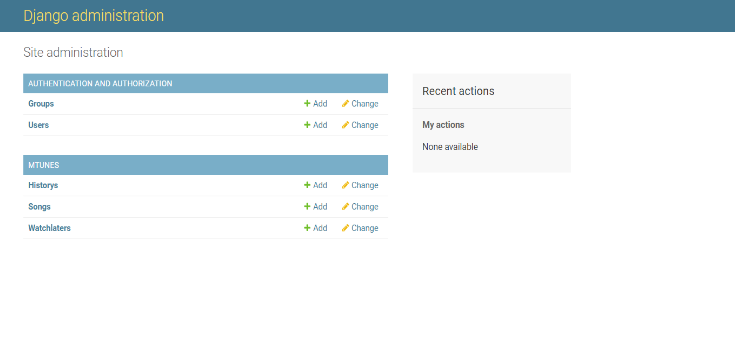 Django administration
Site administration
AUTHENTICATION AND AUTHORIZATION
Groups Add Change
Users Add Change
MTUNES
Historys Add Change
Songs Add Change
Watchlaters Add Change
Recent actions
My actions
None available